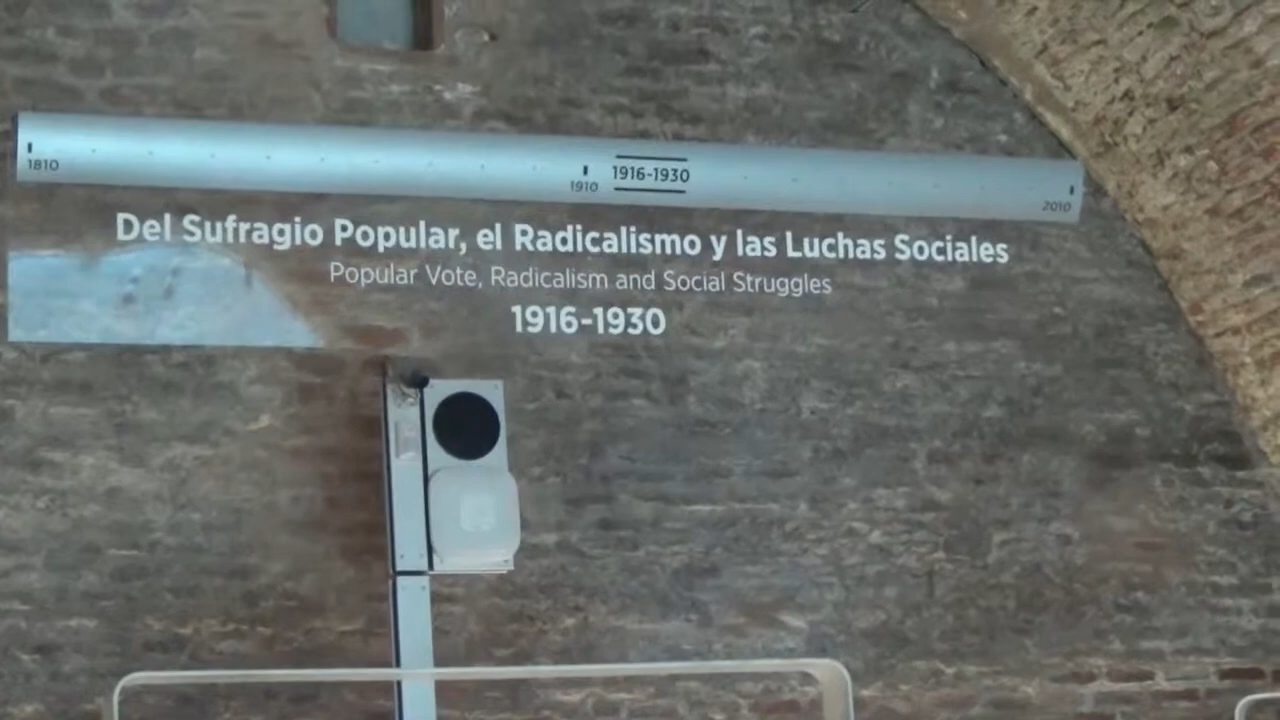 1810
1910
1916-1930
2010
Del Sufragio Popular, el Radicalismo y las Luchas Sociales
Popular Vote, Radicalism and Social Struggles
1916-1930